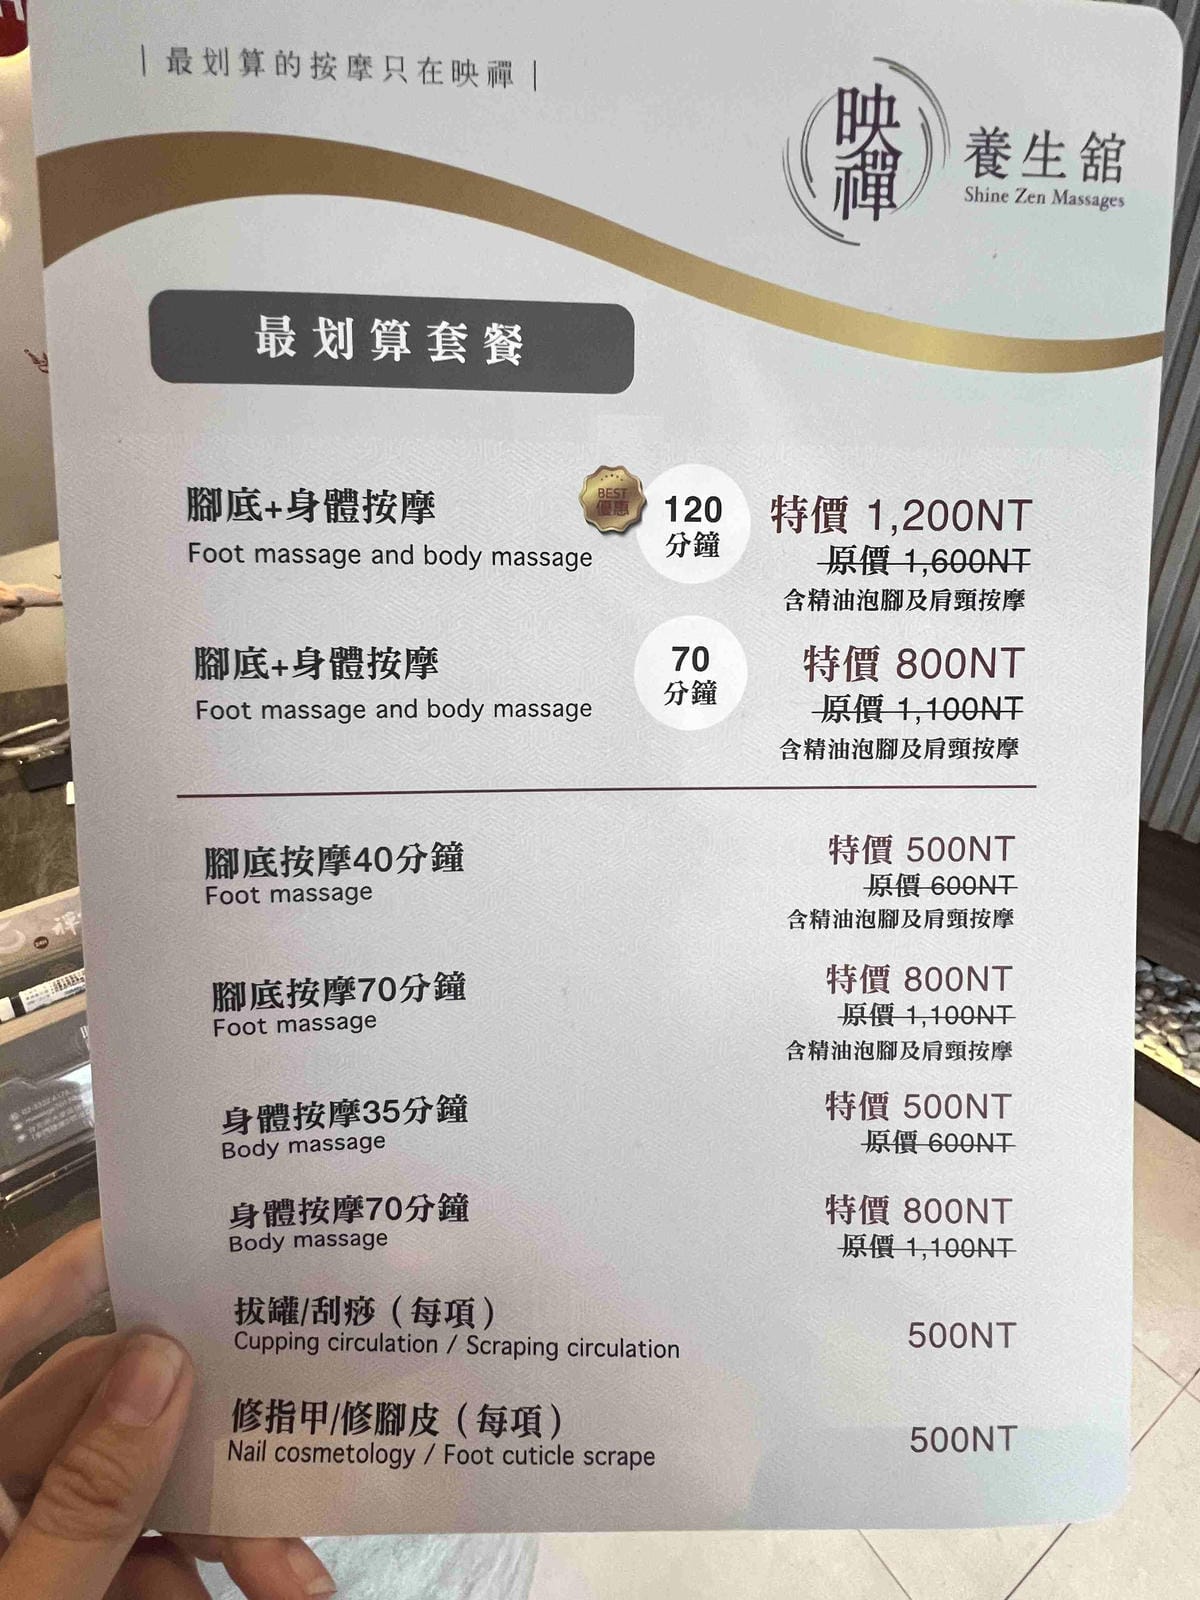 | 最划算的按摩只在映禪 |
映禪
養生舘
Shine Zen Massages
最划算套餐
腳底+身體按摩
Foot massage and body massage
BEST
優惠
120
分鐘
特價 1,200NT
原價 1,600NT
含精油泡腳及肩頸按摩
腳底+身體按摩
Foot massage and body massage
70
分鐘
特價 800NT
原價 1,100NT
含精油泡腳及肩頸按摩
腳底按摩40分鐘
Foot massage
特價 500NT
原價 600NT
含精油泡腳及肩頸按摩
腳底按摩70分鐘
Foot massage
特價 800NT
原價 1,100NT
含精油泡腳及肩頸按摩
身體按摩35分鐘
Body massage
特價 500NT
原價 600NT
身體按摩70分鐘
Body massage
特價 800NT
原價 1,100NT
拔罐/刮痧（每項）
Cupping circulation / Scraping circulation
500NT
修指甲/修腳皮（每項）
Nail cosmetology / Foot cuticle scrape
500NT